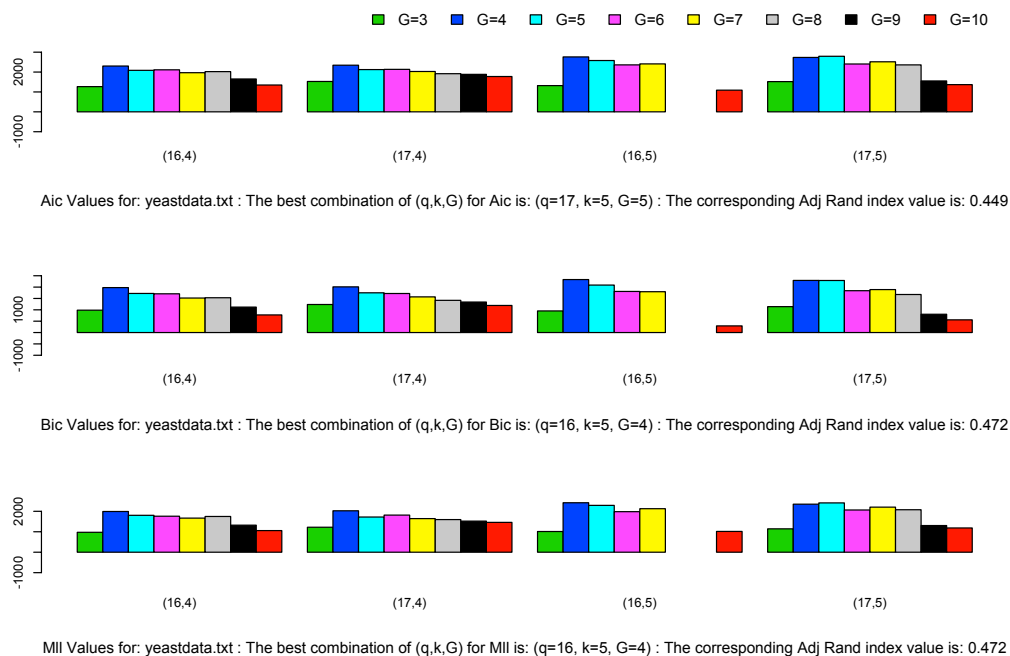 G=3 G=4 G=5 G=6 G=7 G=8 G=9 G=10
2000
-1000
(16,4) (17,4) (16,5) (17,5)
Aic Values for: yeastdata.txt : The best combination of (q,k,G) for Aic is: (q=17, k=5, G=5) : The corresponding Adj Rand index value is: 0.449
1000
-1000
(16,4) (17,4) (16,5) (17,5)
Bic Values for: yeastdata.txt : The best combination of (q,k,G) for Bic is: (q=16, k=5, G=4) : The corresponding Adj Rand index value is: 0.472
2000
-1000
(16,4) (17,4) (16,5) (17,5)
Mll Values for: yeastdata.txt : The best combination of (q,k,G) for Mll is: (q=16, k=5, G=4) : The corresponding Adj Rand index value is: 0.472